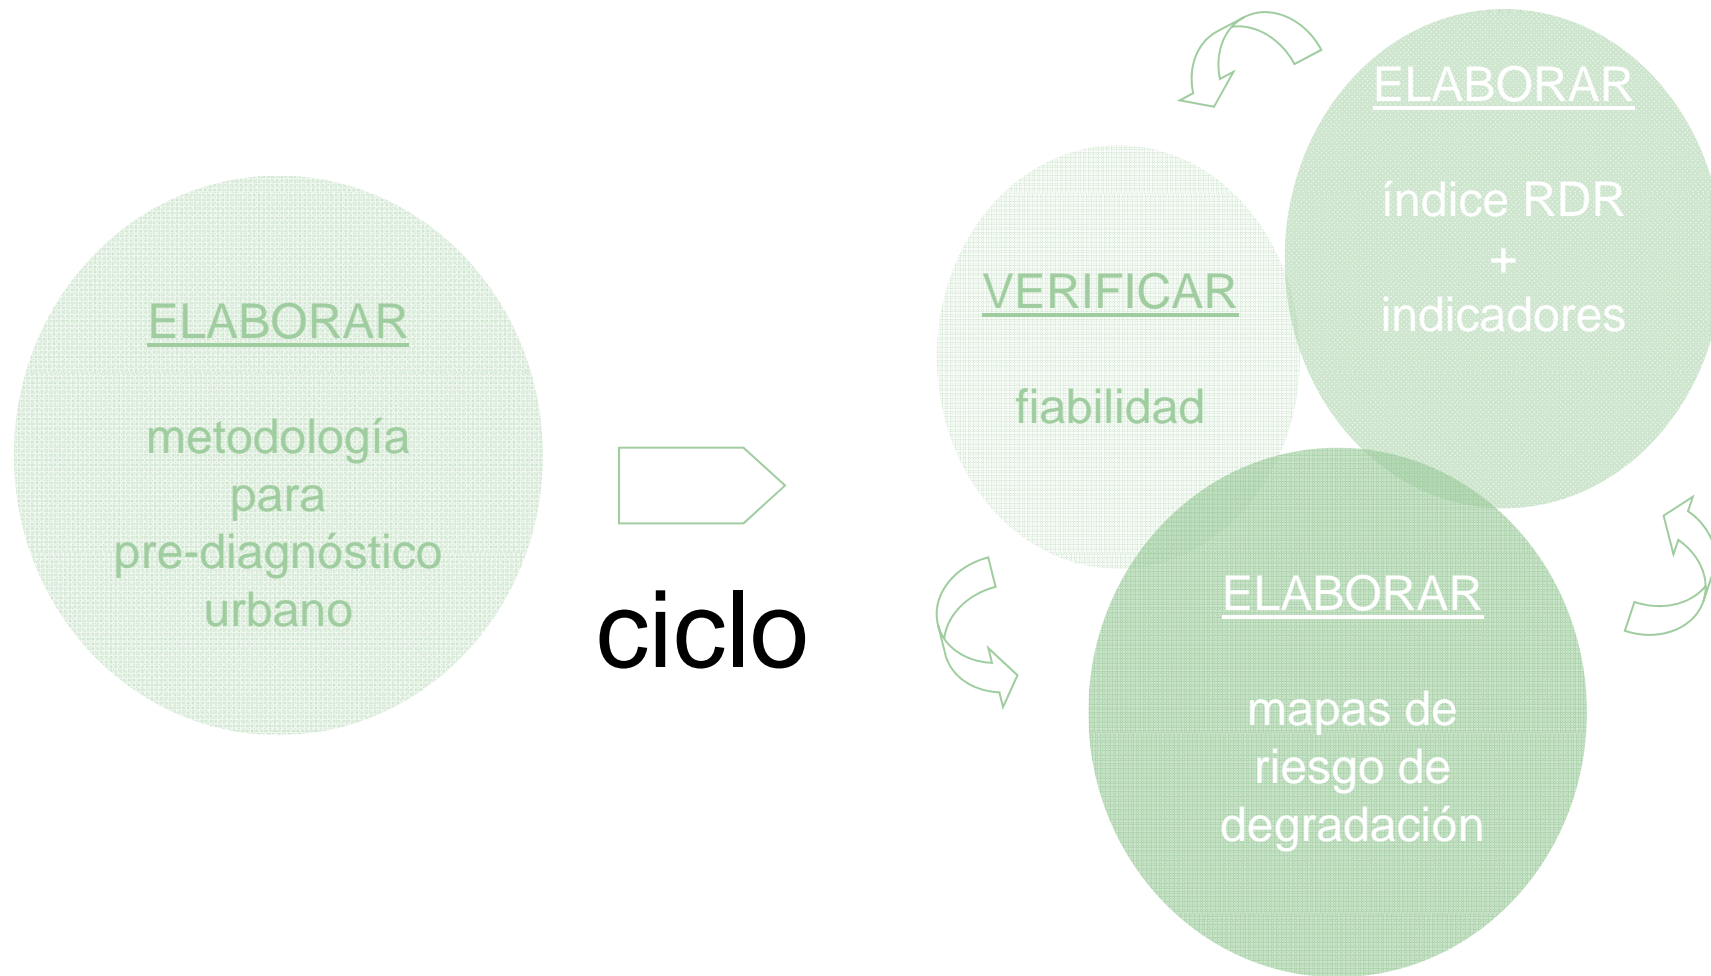 ELABORAR
metodología
para
pre-diagnóstico
urbano
ciclo
VERIFICAR
fiabilidad
ELABORAR
índice RDR
+
indicadores
ELABORAR
mapas de
riesgo de
degradación